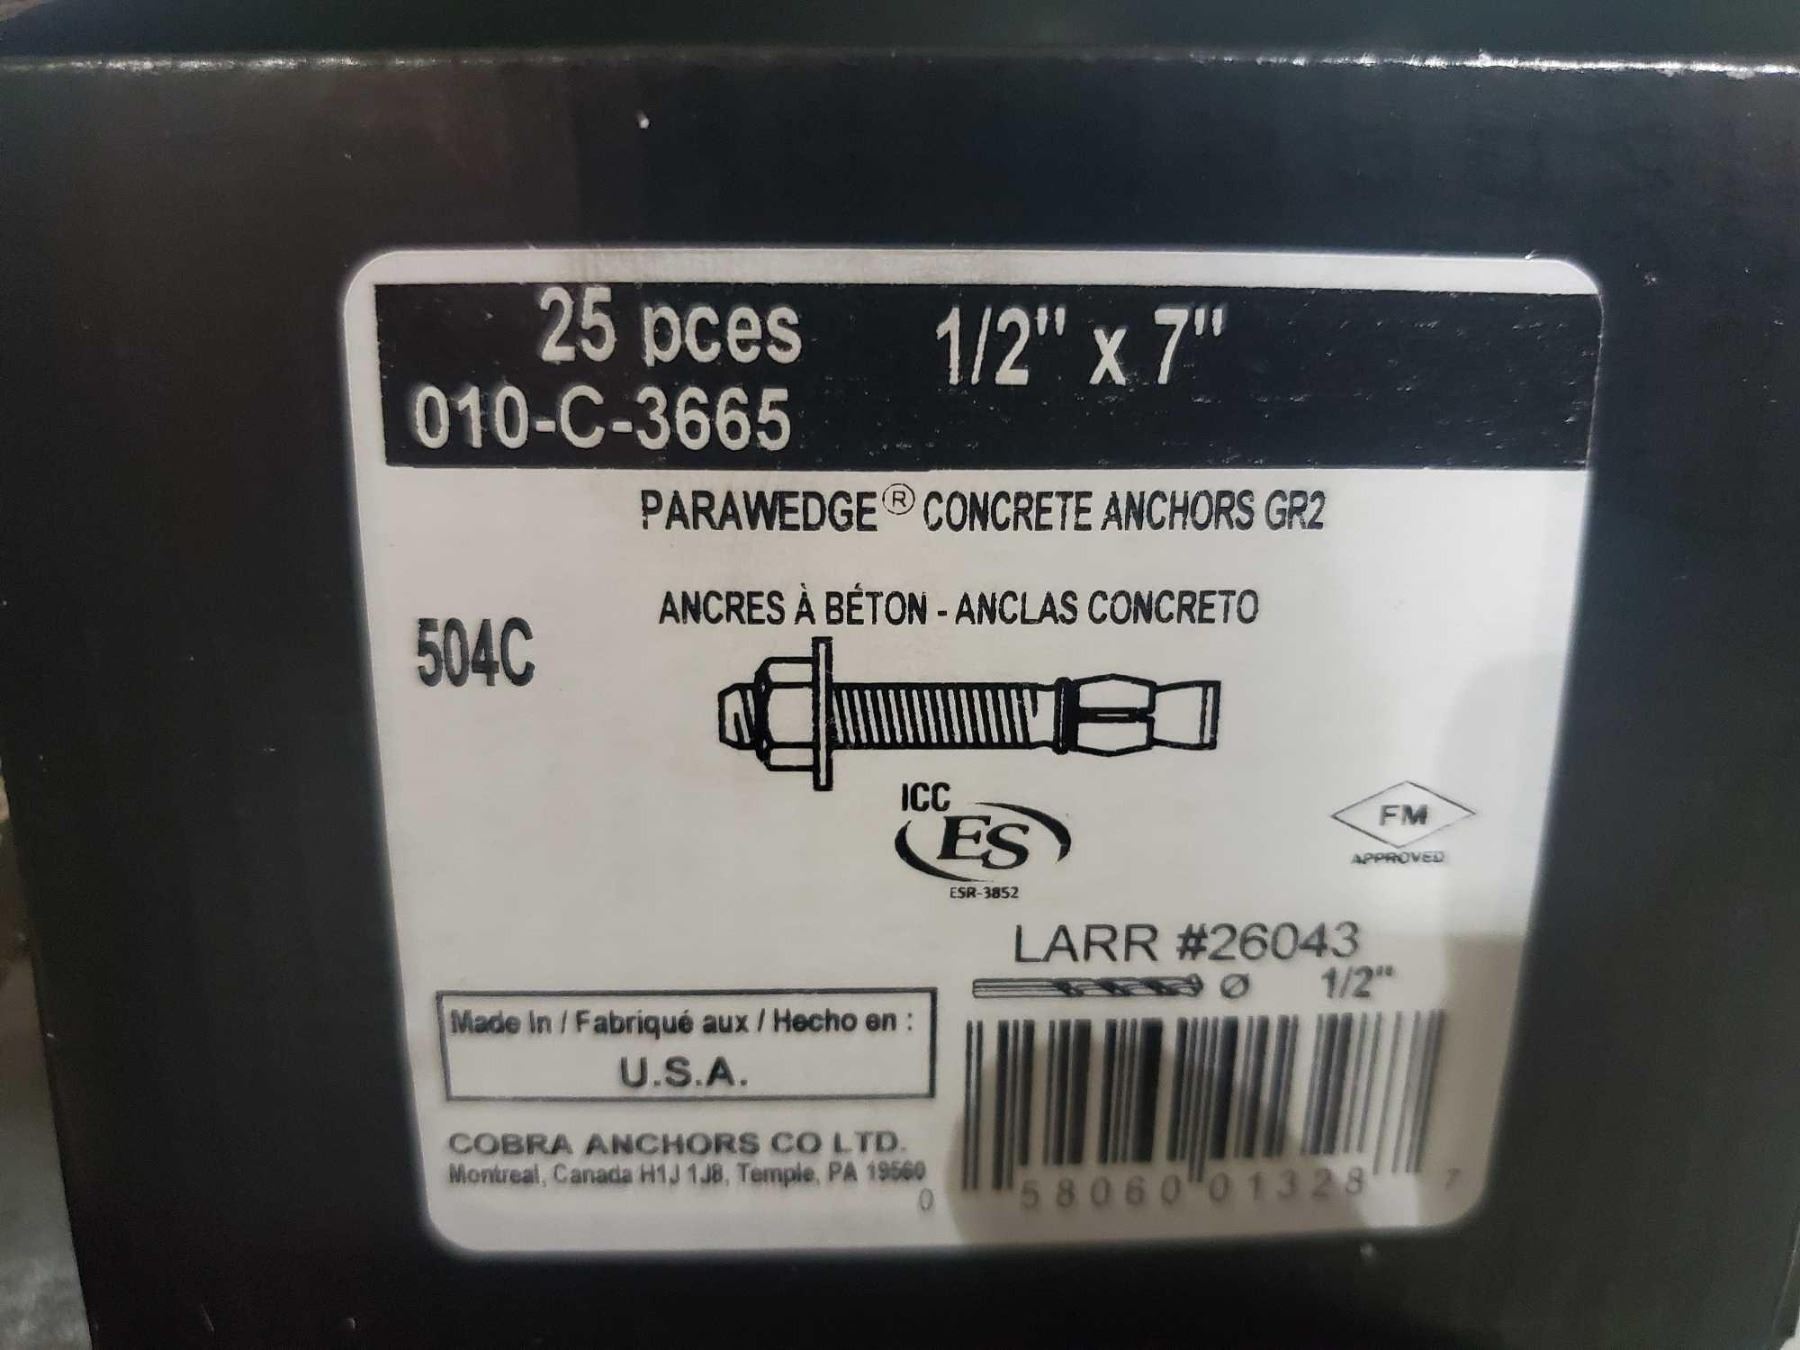 25 pces 1/2" x 7"
010-C-3665
PARAWEDGE® CONCRETE ANCHORS GR2
ANCRES À BÉTON - ANCLAS CONCRETO
504C
ICC
ES
ESR-3852
FM
APPROVED
LARR #26043
Ø 1/2"
Made In / Fabriqué aux / Hecho en :
U.S.A.
COBRA ANCHORS CO LTD.
Montreal, Canada H1J 1J8, Temple, PA 19560
0 58060 01328 7